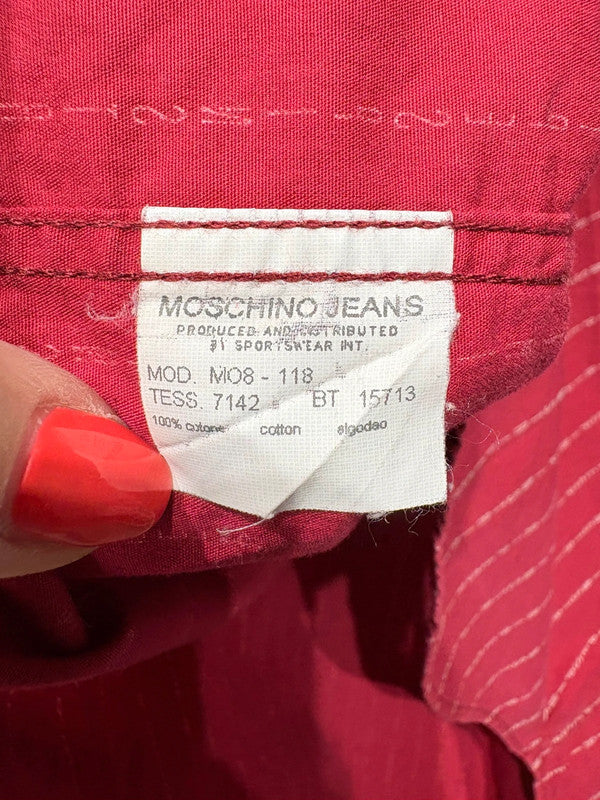 MOSCHINO JEANS
PRODUCED AND DISTRIBUTED
BY SPORTSWEAR INT.
MOD. MO8 - 118
TESS. 7142 BT 15713
100% cotone cotton algodao